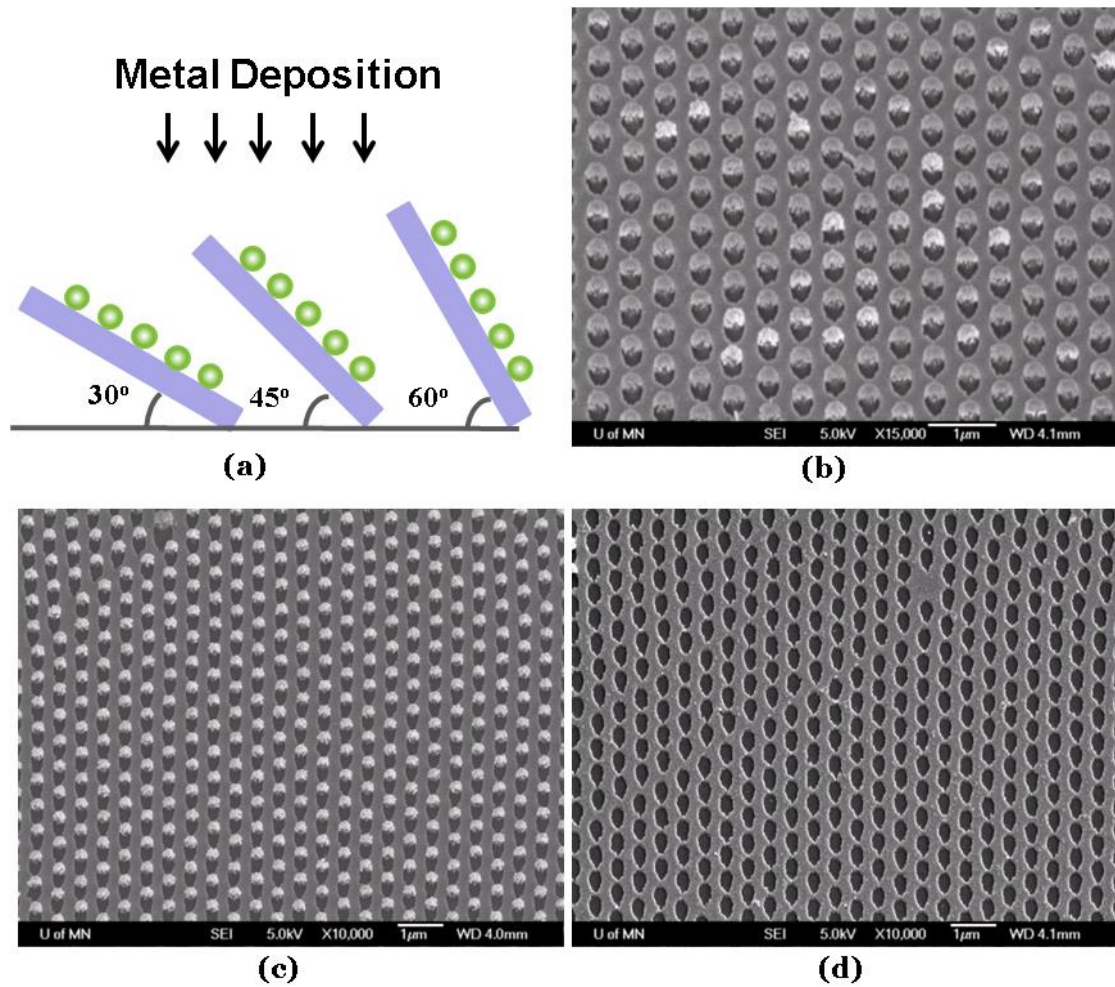 Metal Deposition
30°
45°
60°
(a)
U of MN SEI 5.0kV X15,000 1µm WD 4.1mm
(b)
U of MN SEI 5.0kV X10,000 1µm WD 4.0mm
(c)
U of MN SEI 5.0kV X10,000 1µm WD 4.1mm
(d)